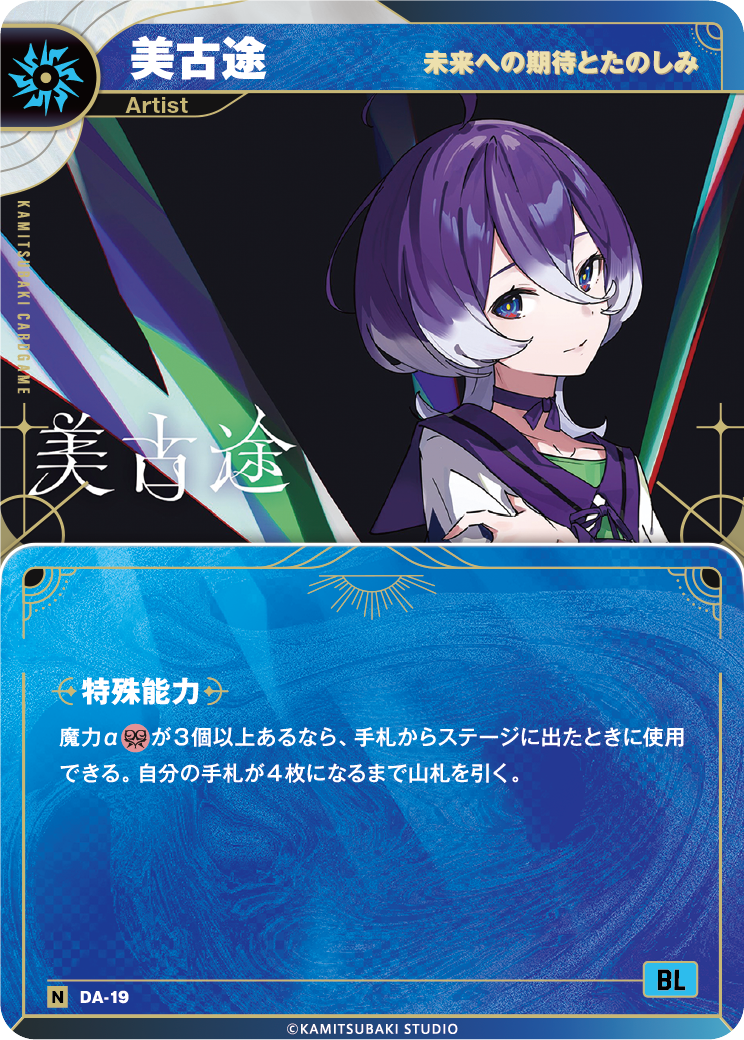 美古途
未来への期待とたのしみ
Artist
KAMITSUBAKI CARDGAME
美古途
特殊能力
魔力αが3個以上あるなら、手札からステージに出たときに使用
できる。自分の手札が4枚になるまで山札を引く。
BL
N DA-19
©KAMITSUBAKI STUDIO